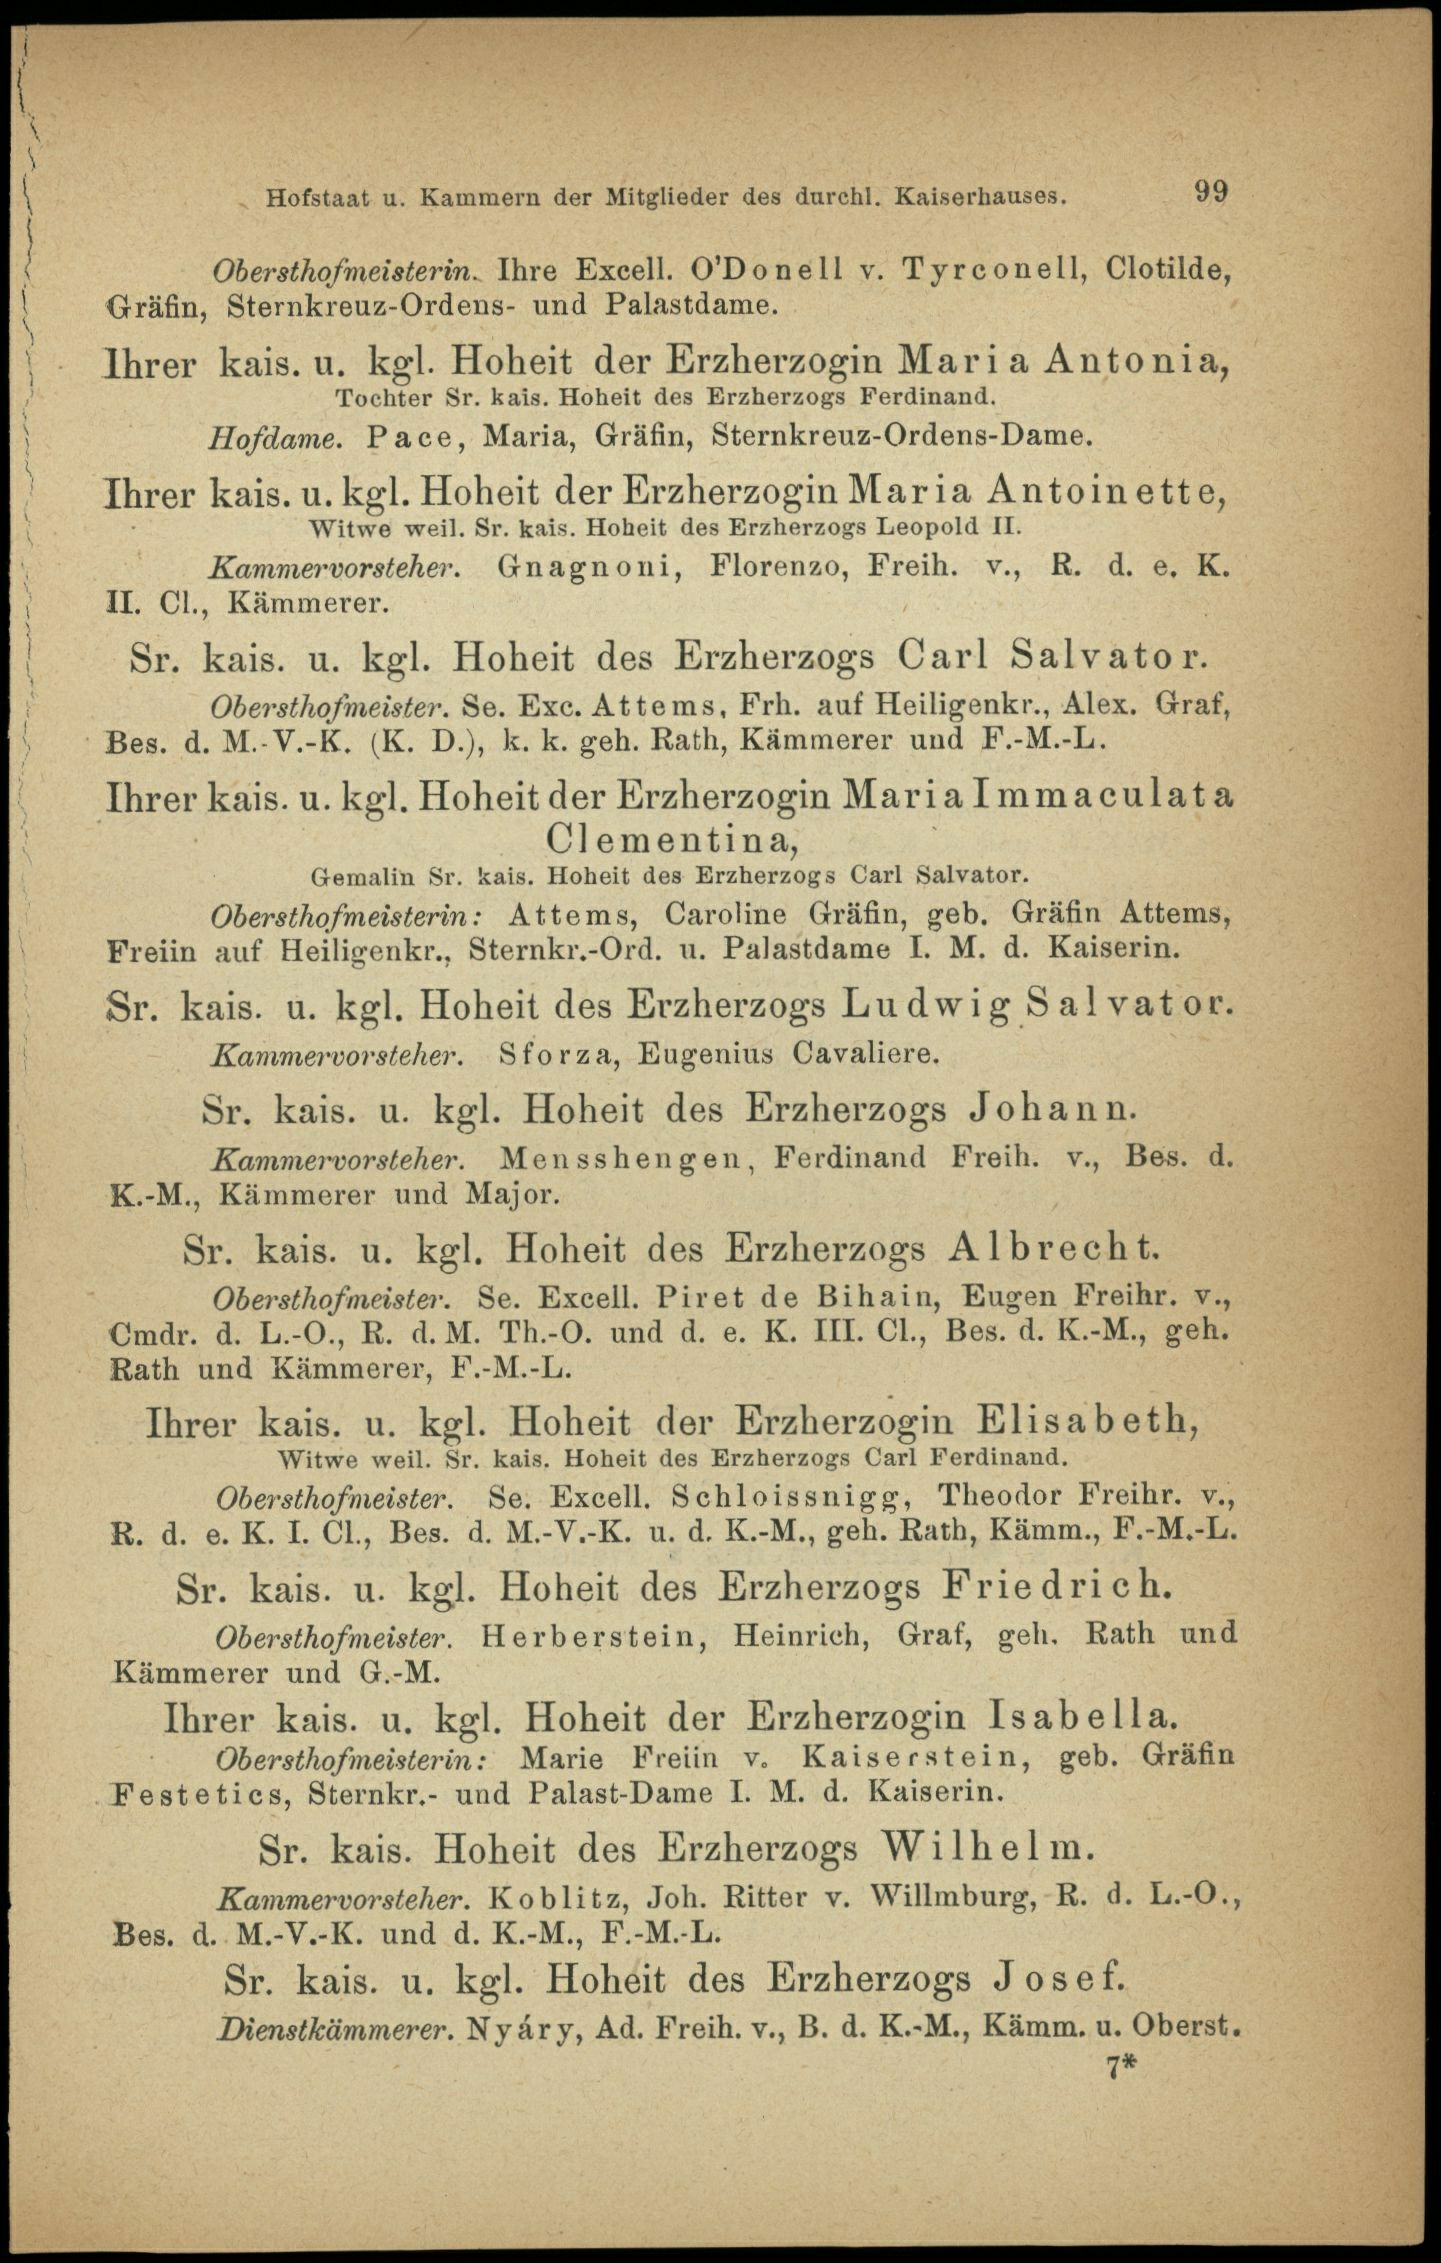 Hofstaat u. Kammern der Mitglieder des durchl. Kaiserhauses. 99
Obersthofmeisterin. Ihre Excell. O'Donell v. Tyrconell, Clotilde,
Gräfin, Sternkreuz-Ordens- und Palastdame.
Ihrer kais. u. kgl. Hoheit der Erzherzogin Maria Antonia,
Tochter Sr. kais. Hoheit des Erzherzogs Ferdinand.
Hofdame. Pace, Maria, Gräfin, Sternkreuz-Ordens-Dame.
Ihrer kais. u. kgl. Hoheit der Erzherzogin Maria Antoinette,
Witwe weil. Sr. kais. Hoheit des Erzherzogs Leopold II.
Kammervorsteher. Gnagnoni, Florenzo, Freih. v., R. d. e. K.
II. Cl., Kämmerer.
Sr. kais. u. kgl. Hoheit des Erzherzogs Carl Salvator.
Obersthofmeister. Se. Exc. Attems, Frh. auf Heiligenkr., Alex. Graf,
Bes. d. M.-V.-K. (K. D.), k. k. geh. Rath, Kämmerer und F.-M.-L.
Ihrer kais. u. kgl. Hoheit der Erzherzogin Maria Immaculata
Clementina,
Gemalin Sr. kais. Hoheit des Erzherzogs Carl Salvator.
Obersthofmeisterin: Attems, Caroline Gräfin, geb. Gräfin Attems,
Freiin auf Heiligenkr., Sternkr.-Ord. u. Palastdame I. M. d. Kaiserin.
Sr. kais. u. kgl. Hoheit des Erzherzogs Ludwig Salvator.
Kammervorsteher. Sforza, Eugenius Cavaliere.
Sr. kais. u. kgl. Hoheit des Erzherzogs Johann.
Kammervorsteher. Mensshengen, Ferdinand Freih. v., Bes. d.
K.-M., Kämmerer und Major.
Sr. kais. u. kgl. Hoheit des Erzherzogs Albrecht.
Obersthofmeister. Se. Excell. Piret de Bihain, Eugen Freihr. v.,
Cmdr. d. L.-O., R. d. M. Th.-O. und d. e. K. III. Cl., Bes. d. K.-M., geh.
Rath und Kämmerer, F.-M.-L.
Ihrer kais. u. kgl. Hoheit der Erzherzogin Elisabeth,
Witwe weil. Sr. kais. Hoheit des Erzherzogs Carl Ferdinand.
Obersthofmeister. Se. Excell. Schloissnigg, Theodor Freihr. v.,
R. d. e. K. I. Cl., Bes. d. M.-V.-K. u. d. K.-M., geh. Rath, Kämm., F.-M.-L.
Sr. kais. u. kgl. Hoheit des Erzherzogs Friedrich.
Obersthofmeister. Herberstein, Heinrich, Graf, geh. Rath und
Kämmerer und G.-M.
Ihrer kais. u. kgl. Hoheit der Erzherzogin Isabella.
Obersthofmeisterin: Marie Freiin v. Kaiserstein, geb. Gräfin
Festetics, Sternkr.- und Palast-Dame I. M. d. Kaiserin.
Sr. kais. Hoheit des Erzherzogs Wilhelm.
Kammervorsteher. Koblitz, Joh. Ritter v. Willmburg, R. d. L.-O.,
Bes. d. M.-V.-K. und d. K.-M., F.-M.-L.
Sr. kais. u. kgl. Hoheit des Erzherzogs Josef.
Dienstkämmerer. Nyáry, Ad. Freih. v., B. d. K.-M., Kämm. u. Oberst.
7*